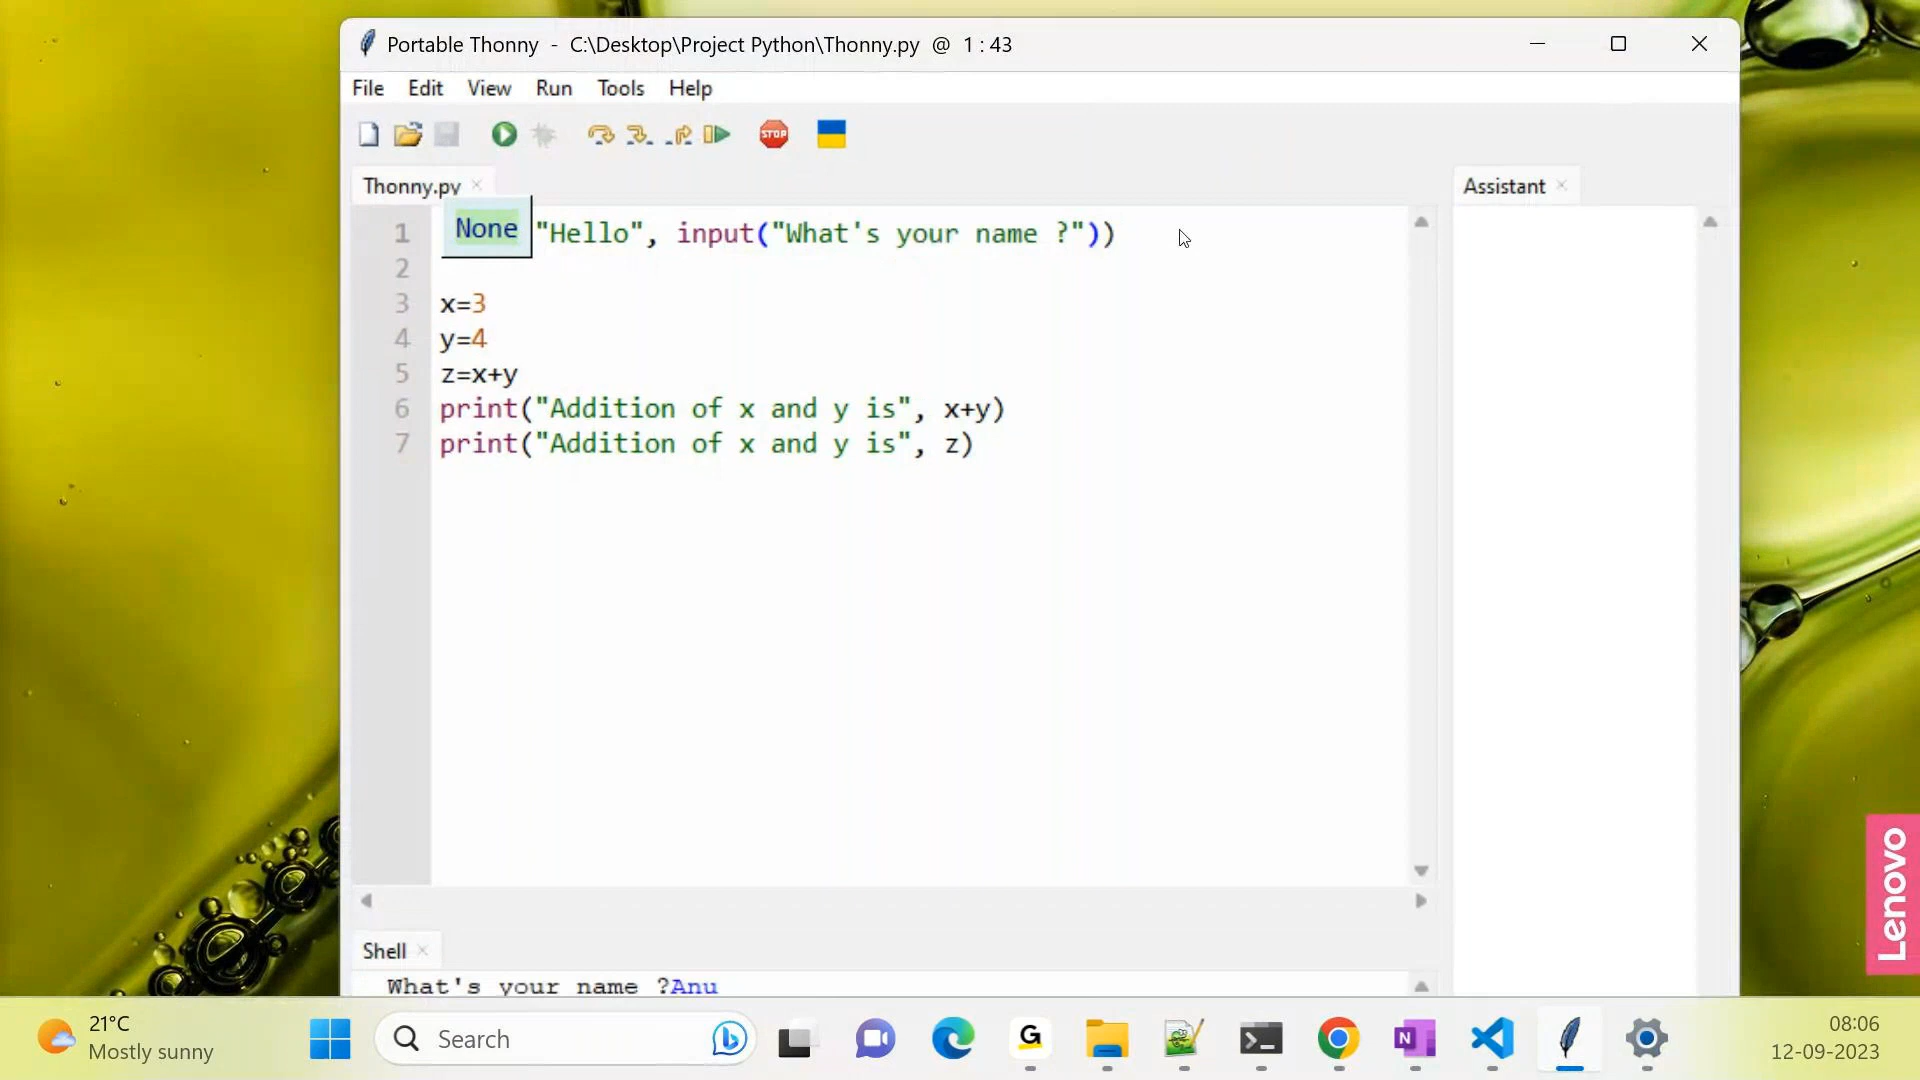 Portable Thonny - C:\Desktop\Project Python\Thonny.py @ 1 : 43
File Edit View Run Tools Help
STOP
Thonny.py
Assistant
1 None "Hello", input("What's your name ?"))
2
3 x=3
4 y=4
5 z=x+y
6 print("Addition of x and y is", x+y)
7 print("Addition of x and y is", z)
Lenovo
Shell
What's your name ?Anu
21°C
Mostly sunny
Search
G
N
08:06
12-09-2023